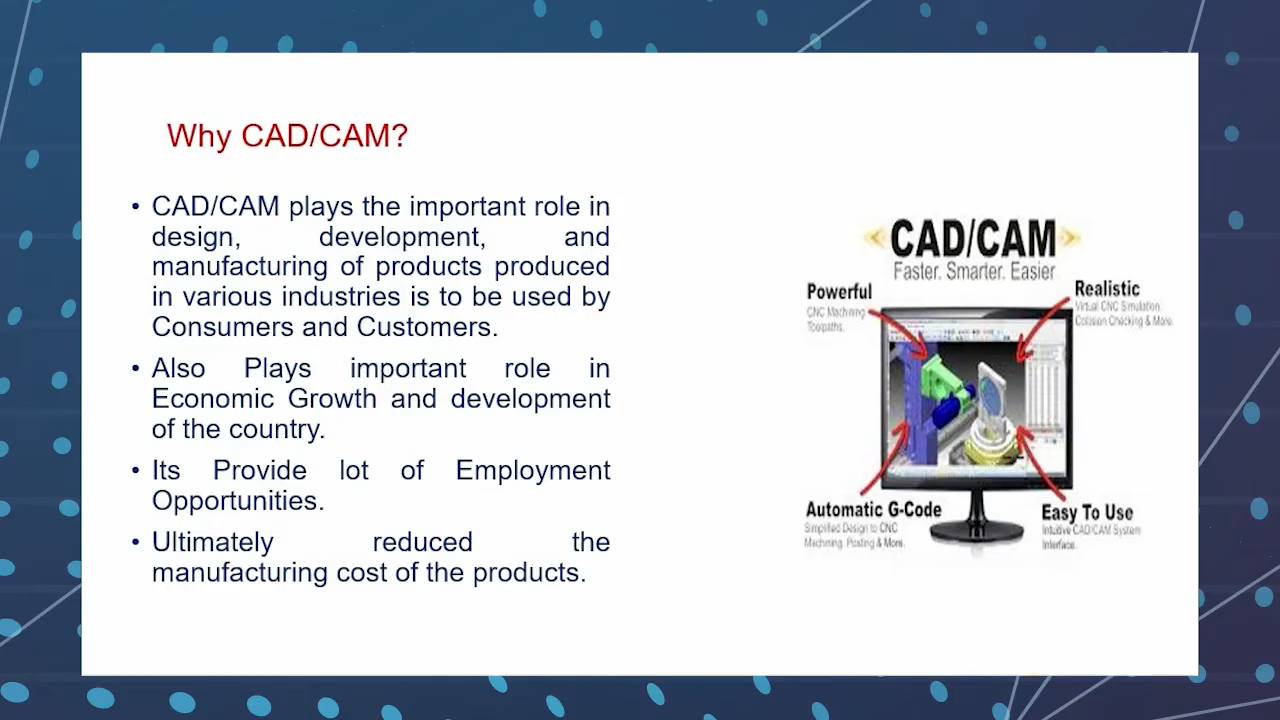 Why CAD/CAM?
• CAD/CAM plays the important role in
design, development, and
manufacturing of products produced
in various industries is to be used by
Consumers and Customers.
• Also Plays important role in
Economic Growth and development
of the country.
• Its Provide lot of Employment
Opportunities.
• Ultimately reduced the
manufacturing cost of the products.
CAD/CAM
Faster. Smarter. Easier
Powerful
CNC Machining
Toolpaths.
Realistic
Virtual CNC Simulation,
Collision Checking & More.
Automatic G-Code
Simplified Design to CNC
Machining, Posting & More.
Easy To Use
Intuitive CAD/CAM System
Interface.